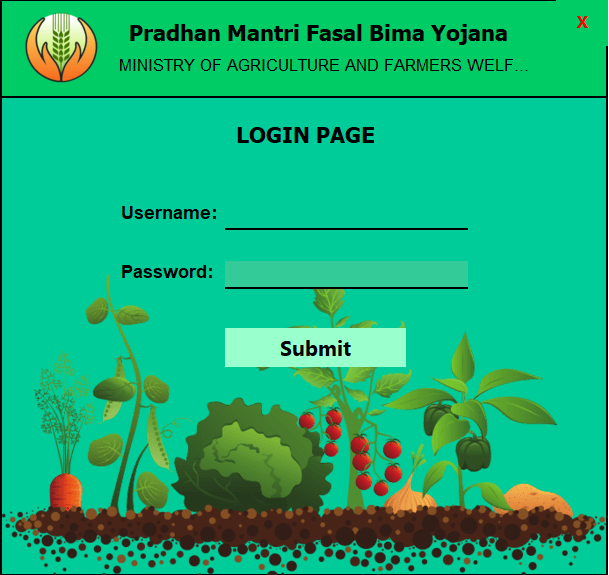 Pradhan Mantri Fasal Bima Yojana
X
MINISTRY OF AGRICULTURE AND FARMERS WELF...
LOGIN PAGE
Username:
Password:
Submit